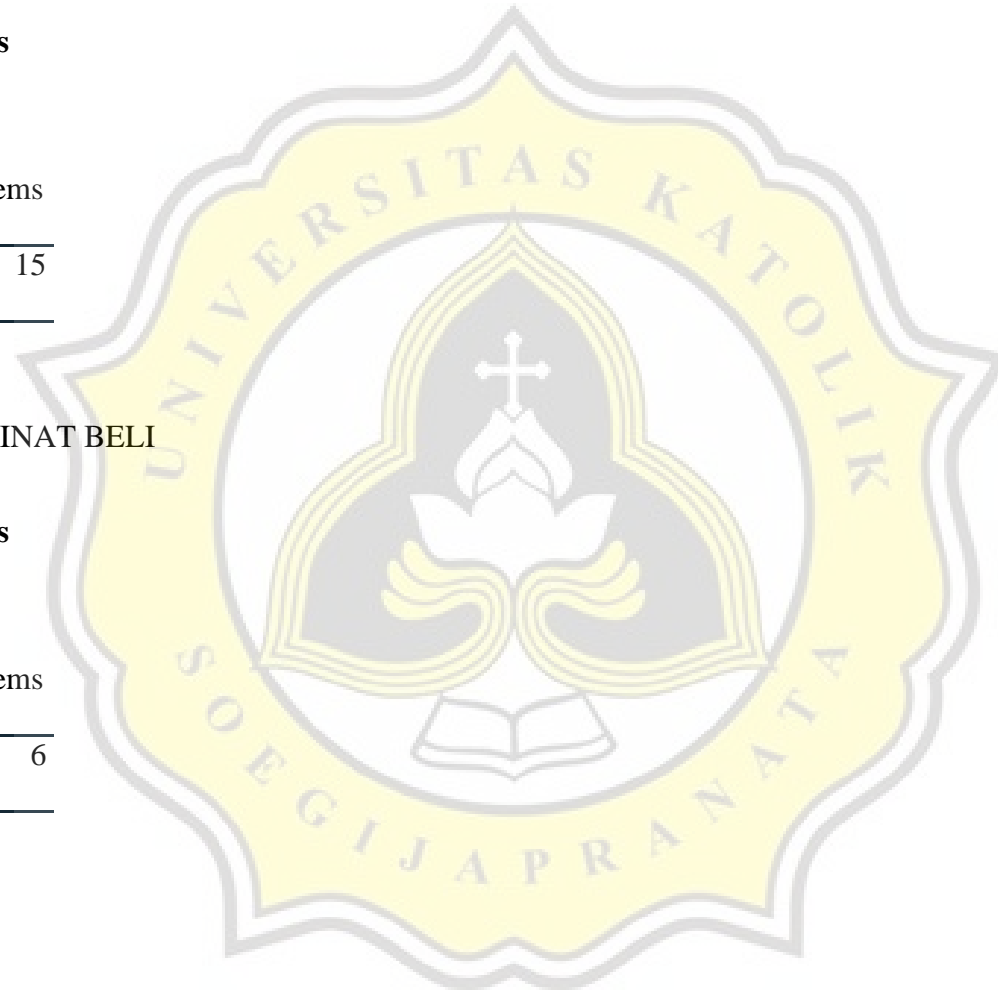 s
ems
15
INAT BELI
s
ems
6
UNIVERSITAS KATOLIK
SOEGIJAPRANATA